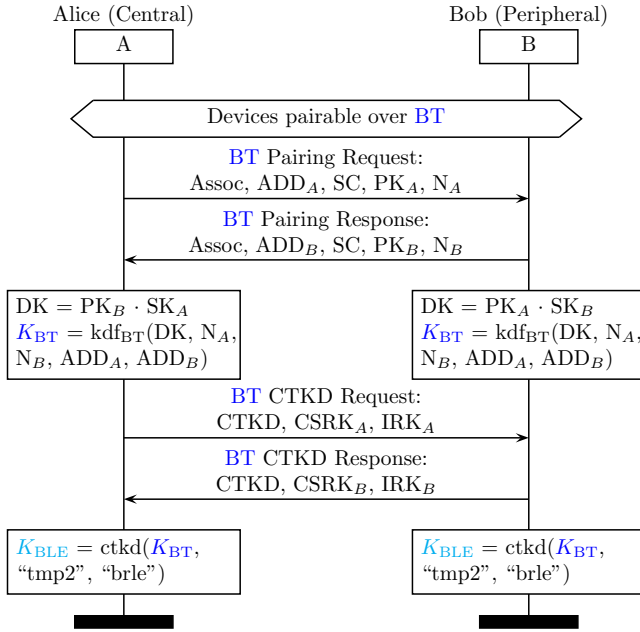 Alice (Central)
Bob (Peripheral)
A
B
Devices pairable over BT
BT Pairing Request:
Assoc, ADD_A, SC, PK_A, N_A
BT Pairing Response:
Assoc, ADD_B, SC, PK_B, N_B
DK = PK_B · SK_A
K_BT = kdf_BT(DK, N_A,
N_B, ADD_A, ADD_B)
DK = PK_A · SK_B
K_BT = kdf_BT(DK, N_A,
N_B, ADD_A, ADD_B)
BT CTKD Request:
CTKD, CSRK_A, IRK_A
BT CTKD Response:
CTKD, CSRK_B, IRK_B
K_BLE = ctkd(K_BT,
“tmp2”, “brle”)
K_BLE = ctkd(K_BT,
“tmp2”, “brle”)